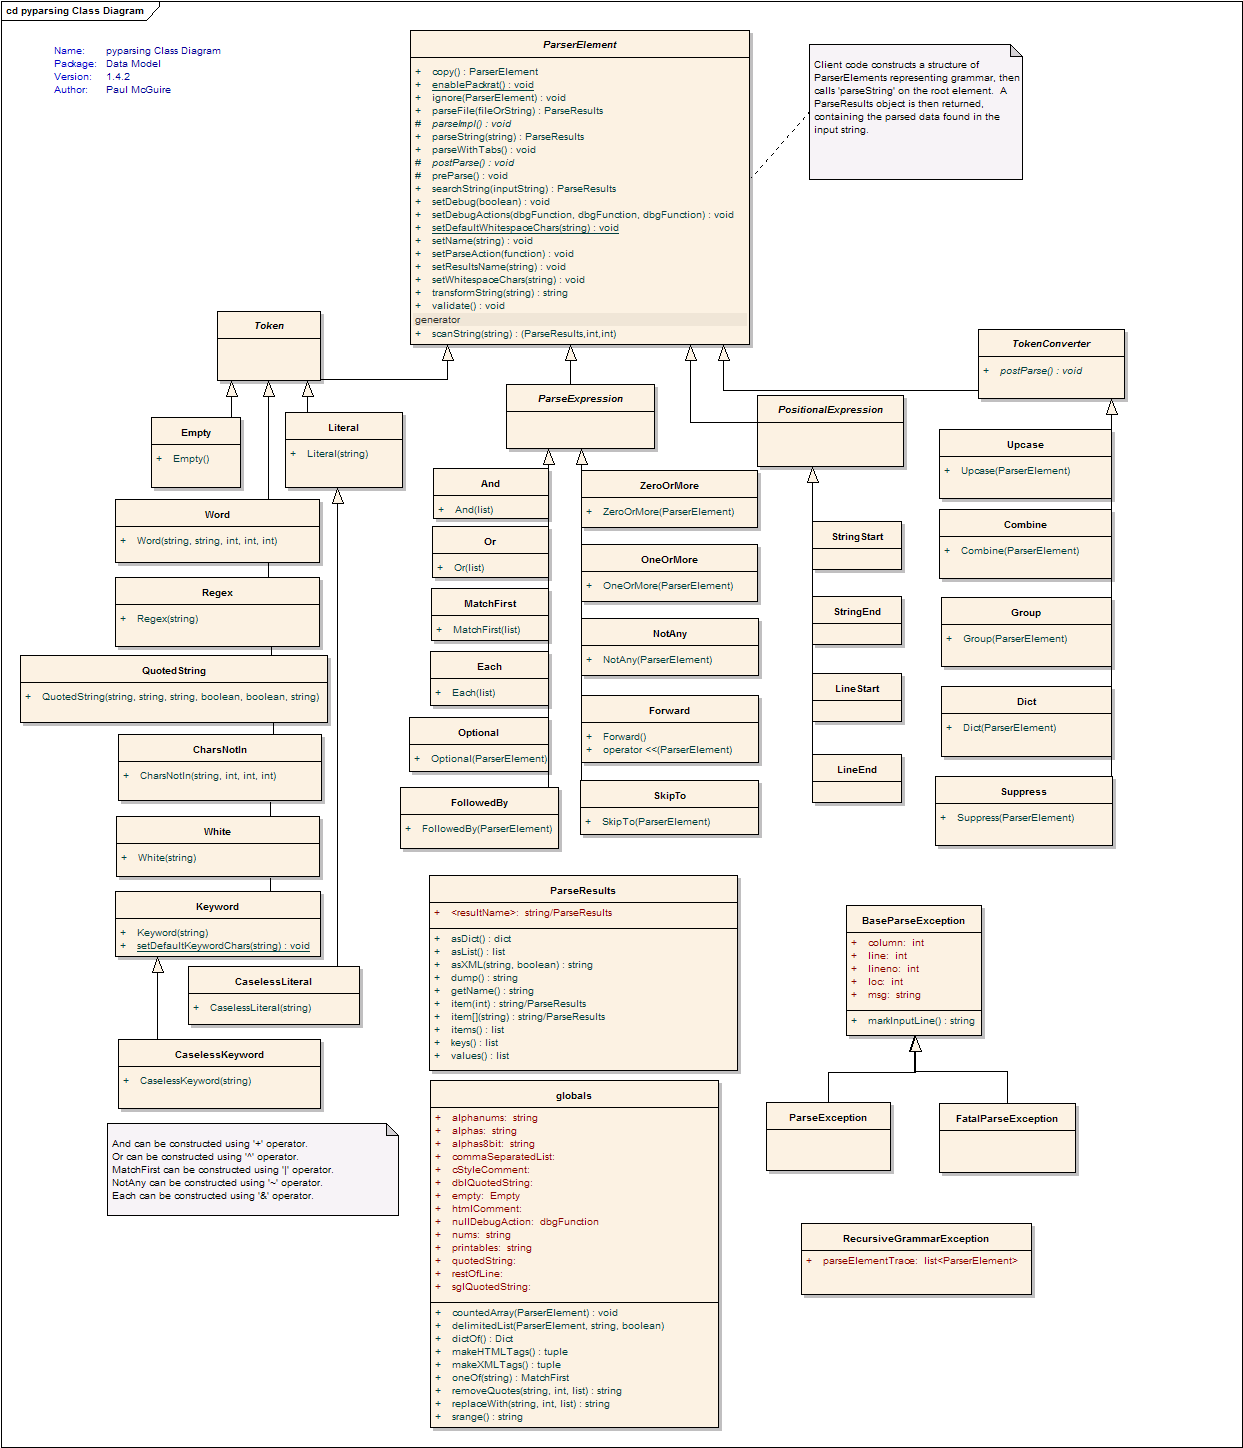 cd pyparsing Class Diagram
Name: pyparsing Class Diagram
Package: Data Model
Version: 1.4.2
Author: Paul McGuire
ParserElement
+ copy() : ParserElement
+ enablePackrat() : void
+ ignore(ParserElement) : void
+ parseFile(fileOrString) : ParseResults
# parseImpl() : void
+ parseString(string) : ParseResults
+ parseWithTabs() : void
# postParse() : void
# preParse() : void
+ searchString(inputString) : ParseResults
+ setDebug(boolean) : void
+ setDebugActions(dbgFunction, dbgFunction, dbgFunction) : void
+ setDefaultWhitespaceChars(string) : void
+ setName(string) : void
+ setParseAction(function) : void
+ setResultsName(string) : void
+ setWhitespaceChars(string) : void
+ transformString(string) : string
+ validate() : void
generator
+ scanString(string) : (ParseResults,int,int)
Client code constructs a structure of
ParserElements representing grammar, then
calls 'parseString' on the root element. A
ParseResults object is then returned,
containing the parsed data found in the
input string.
Token
TokenConverter
+ postParse() : void
ParseExpression
PositionalExpression
Empty
+ Empty()
Literal
+ Literal(string)
Word
+ Word(string, string, int, int, int)
Regex
+ Regex(string)
QuotedString
+ QuotedString(string, string, string, boolean, boolean, string)
CharsNotIn
+ CharsNotIn(string, int, int, int)
White
+ White(string)
Keyword
+ Keyword(string)
+ setDefaultKeywordChars(string) : void
CaselessLiteral
+ CaselessLiteral(string)
CaselessKeyword
+ CaselessKeyword(string)
And
+ And(list)
Or
+ Or(list)
MatchFirst
+ MatchFirst(list)
Each
+ Each(list)
Optional
+ Optional(ParserElement)
FollowedBy
+ FollowedBy(ParserElement)
ZeroOrMore
+ ZeroOrMore(ParserElement)
OneOrMore
+ OneOrMore(ParserElement)
NotAny
+ NotAny(ParserElement)
Forward
+ Forward()
+ operator <<(ParserElement)
SkipTo
+ SkipTo(ParserElement)
StringStart
StringEnd
LineStart
LineEnd
Upcase
+ Upcase(ParserElement)
Combine
+ Combine(ParserElement)
Group
+ Group(ParserElement)
Dict
+ Dict(ParserElement)
Suppress
+ Suppress(ParserElement)
ParseResults
+ <resultName>: string/ParseResults
+ asDict() : dict
+ asList() : list
+ asXML(string, boolean) : string
+ dump() : string
+ getName() : string
+ item(int) : string/ParseResults
+ item[](string) : string/ParseResults
+ items() : list
+ keys() : list
+ values() : list
BaseParseException
+ column: int
+ line: int
+ lineno: int
+ loc: int
+ msg: string
+ markInputLine() : string
ParseException
FatalParseException
RecursiveGrammarException
+ parseElementTrace: list<ParserElement>
And can be constructed using '+' operator.
Or can be constructed using '^' operator.
MatchFirst can be constructed using '|' operator.
NotAny can be constructed using '~' operator.
Each can be constructed using '&' operator.
globals
+ alphanums: string
+ alphas: string
+ alphas8bit: string
+ commaSeparatedList:
+ cStyleComment:
+ dblQuotedString:
+ empty: Empty
+ htmlComment:
+ nullDebugAction: dbgFunction
+ nums: string
+ printables: string
+ quotedString:
+ restOfLine:
+ sglQuotedString:
+ countedArray(ParserElement) : void
+ delimitedList(ParserElement, string, boolean)
+ dictOf() : Dict
+ makeHTMLTags() : tuple
+ makeXMLTags() : tuple
+ oneOf(string) : MatchFirst
+ removeQuotes(string, int, list) : string
+ replaceWith(string, int, list) : string
+ srange() : string